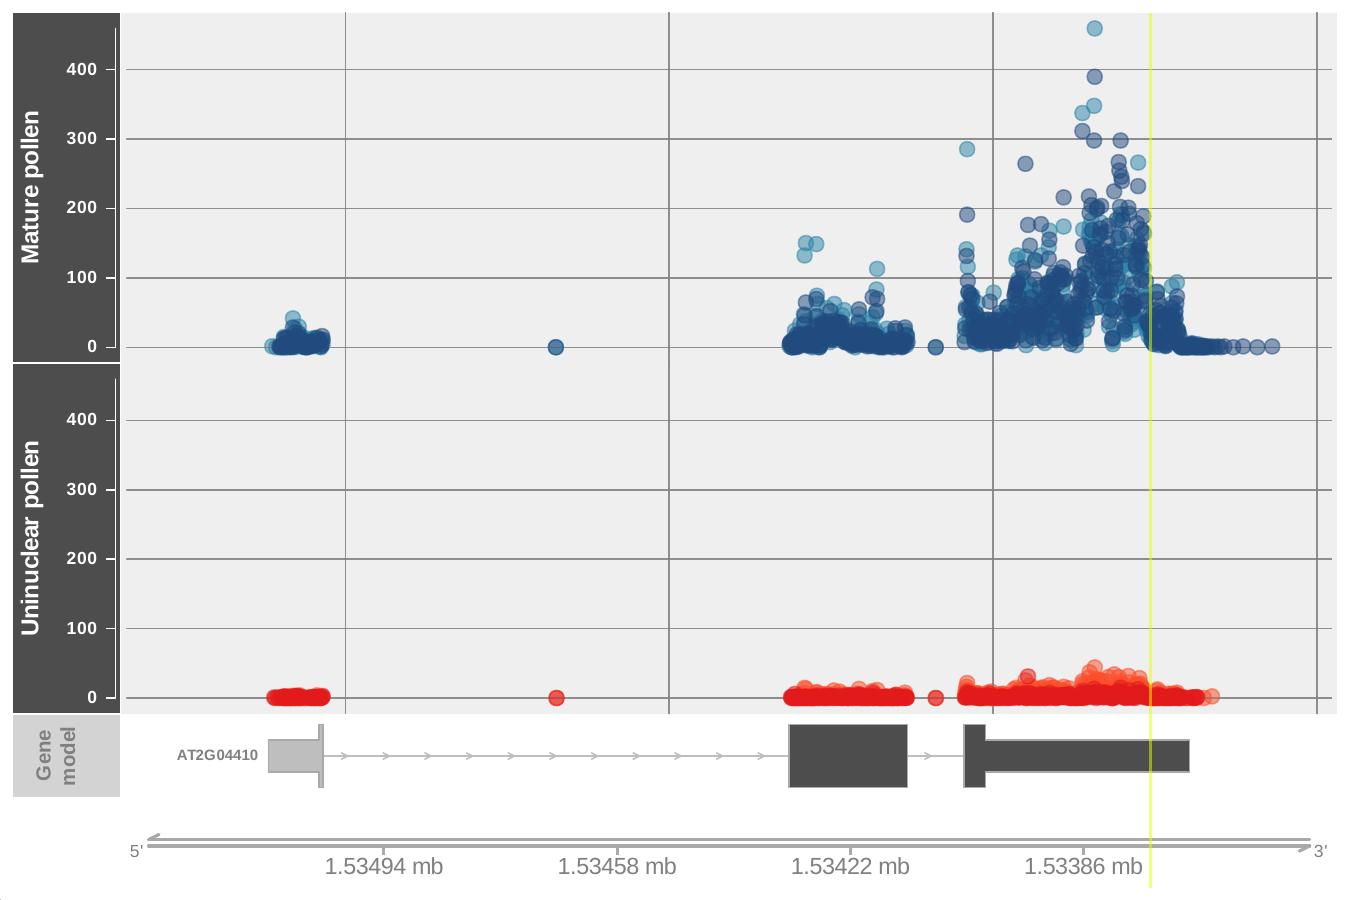 Mature pollen
400
300
200
100
0
Uninuclear pollen
400
300
200
100
0
Gene
model
AT2G04410
5'
3'
1.53494 mb
1.53458 mb
1.53422 mb
1.53386 mb